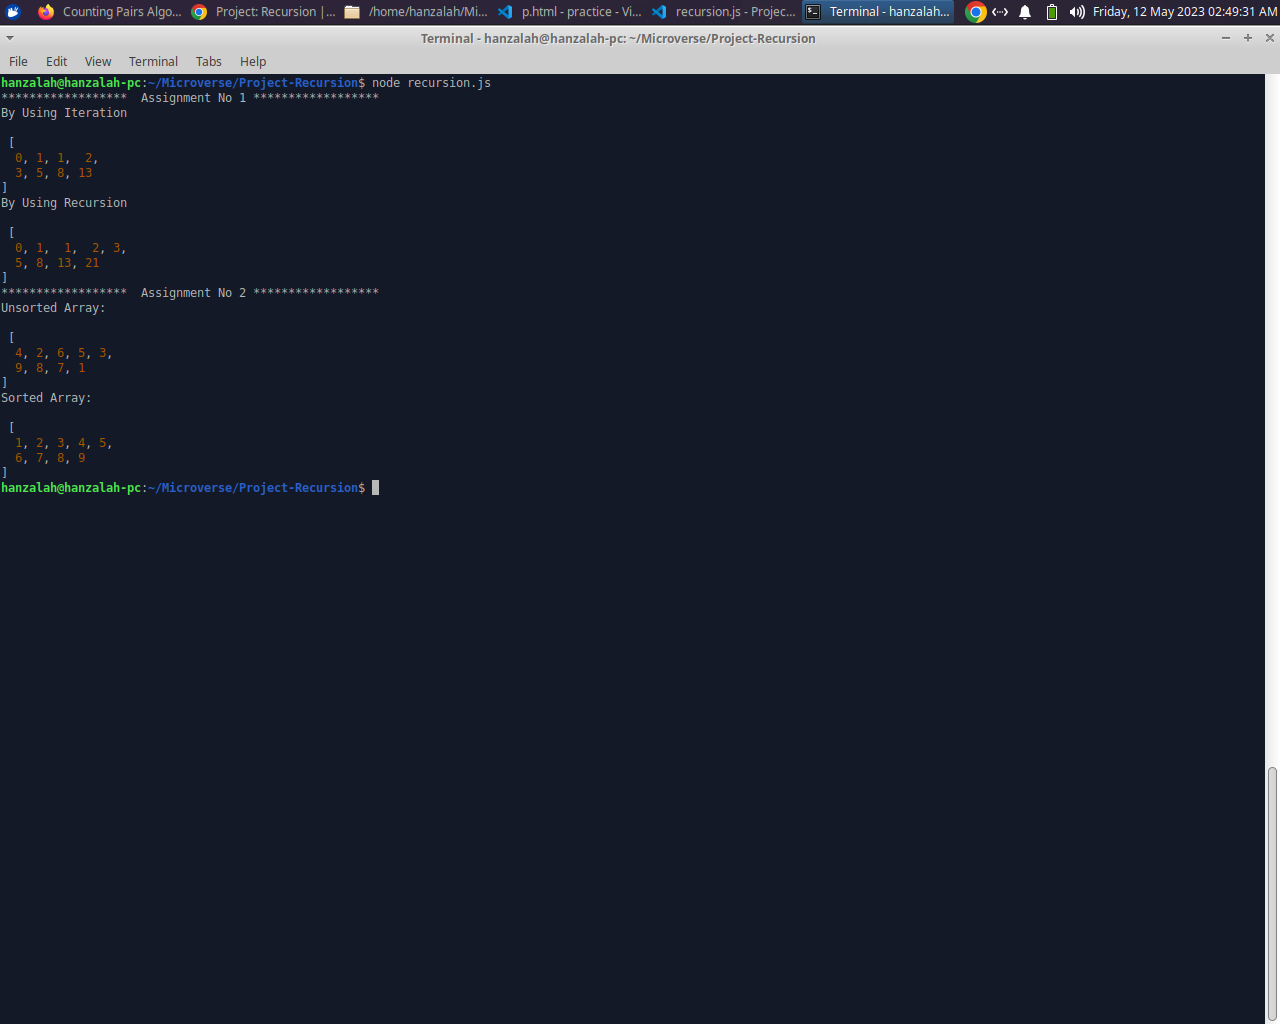 Counting Pairs Algo... Project: Recursion |... /home/hanzalah/Mi... p.html - practice - Vi... recursion.js - Projec... Terminal - hanzalah... Friday, 12 May 2023 02:49:31 AM
Terminal - hanzalah@hanzalah-pc: ~/Microverse/Project-Recursion
File Edit View Terminal Tabs Help
hanzalah@hanzalah-pc:~/Microverse/Project-Recursion$ node recursion.js
******************  Assignment No 1 ******************
By Using Iteration
[
0, 1, 1,  2,
3, 5, 8, 13
]
By Using Recursion
[
0, 1,  1,  2, 3,
5, 8, 13, 21
]
******************  Assignment No 2 ******************
Unsorted Array:
[
4, 2, 6, 5, 3,
9, 8, 7, 1
]
Sorted Array:
[
1, 2, 3, 4, 5,
6, 7, 8, 9
]
hanzalah@hanzalah-pc:~/Microverse/Project-Recursion$